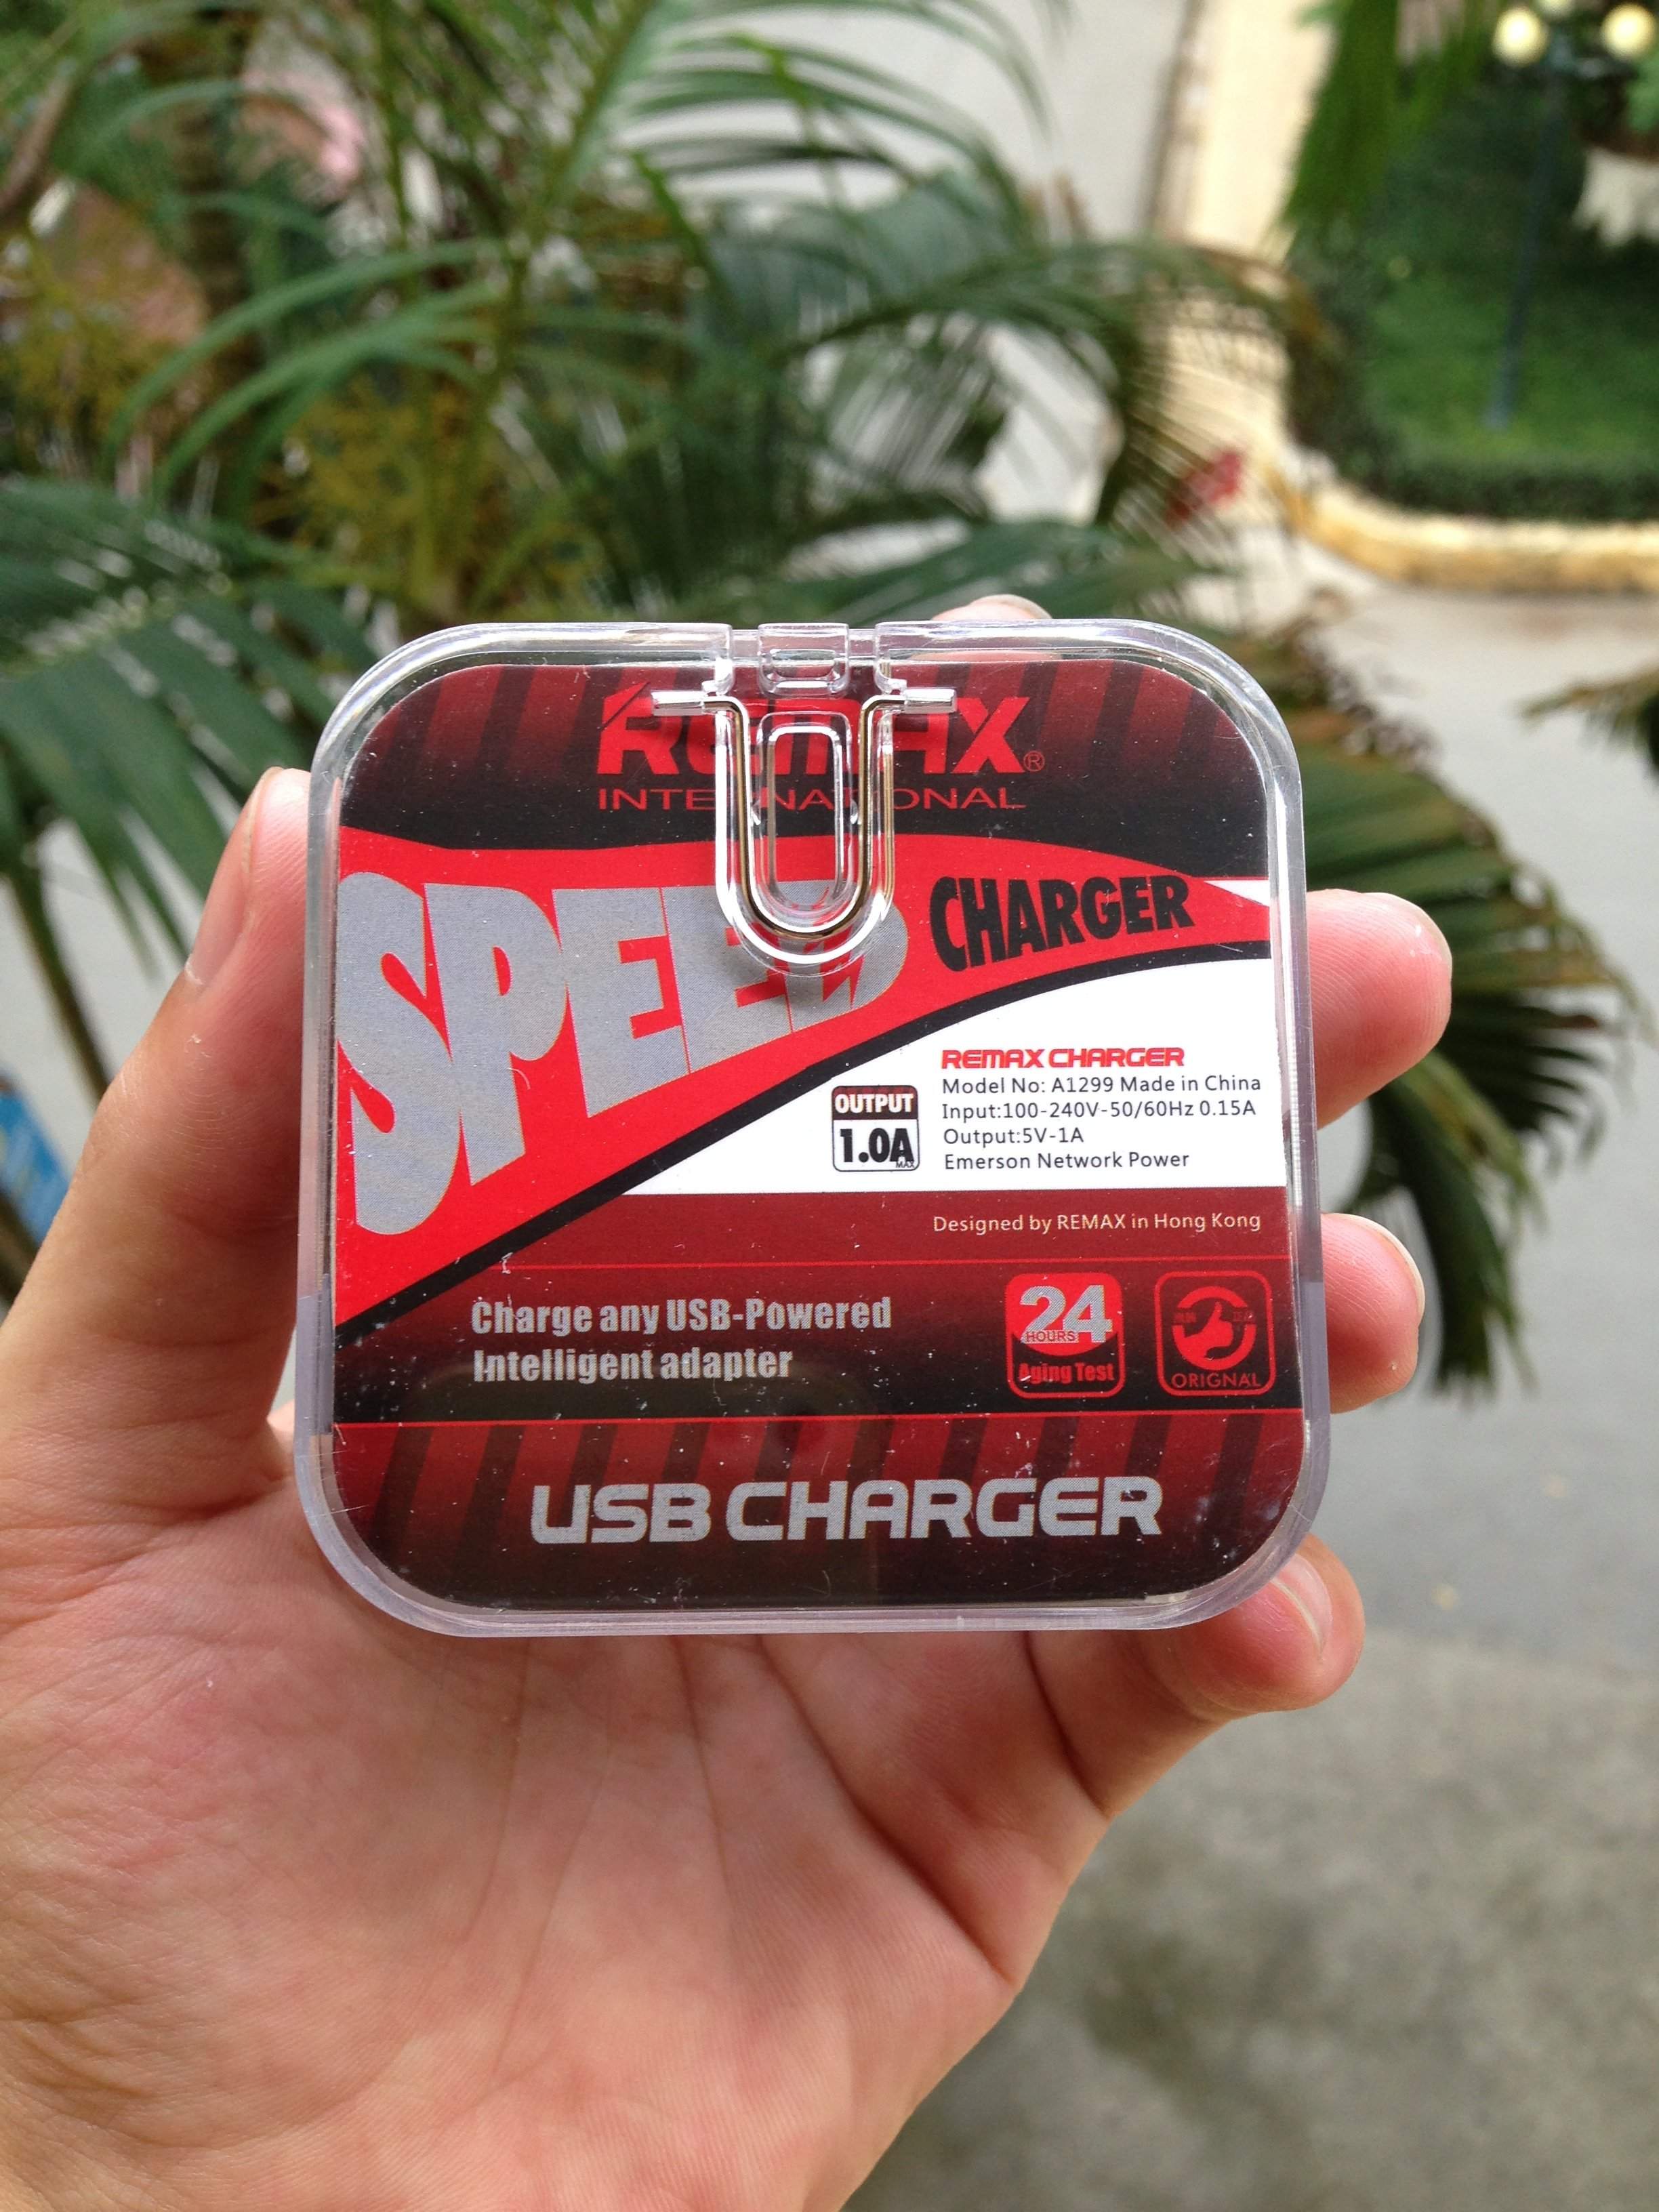 REMAX®
INTERNATIONAL
SPEED CHARGER
REMAX CHARGER
Model No: A1299 Made in China
Input:100-240V-50/60Hz 0.15A
Output:5V-1A
Emerson Network Power
OUTPUT
1.0A
MAX
Designed by REMAX in Hong Kong
Charge any USB-Powered
Intelligent adapter
24
HOURS
Aging Test
ORIGNAL
USB CHARGER